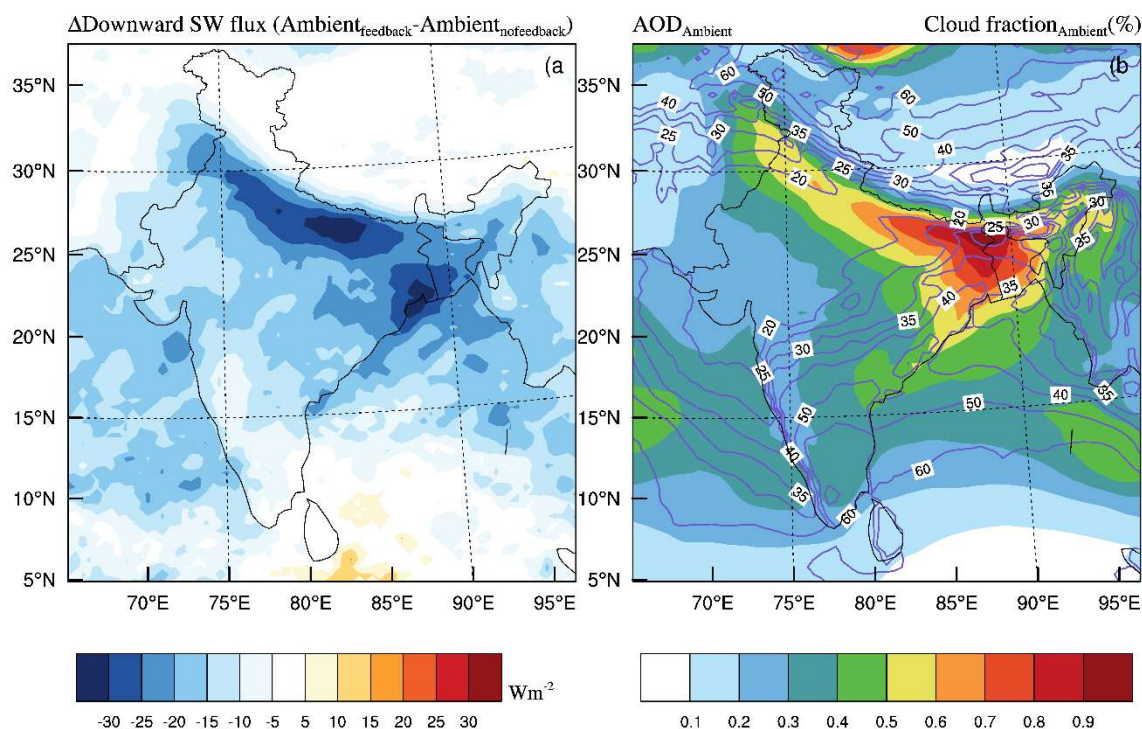 ΔDownward SW flux (Ambient_feedback-Ambient_nofeedback)
(a
35°N
30°N
25°N
20°N
15°N
10°N
5°N
70°E 75°E 80°E 85°E 90°E 95°E
-30 -25 -20 -15 -10 -5 5 10 15 20 25 30
Wm⁻²
AOD_Ambient Cloud fraction_Ambient(%)
(b
60
40
50
60
25
30
35
50
20
40
25
30
35
35
20
25
30
30
35
40
35
35
20
30
25
50
50
40
35
40
35
60
60
35°N
30°N
25°N
20°N
15°N
10°N
5°N
70°E 75°E 80°E 85°E 90°E 95°E
0.1 0.2 0.3 0.4 0.5 0.6 0.7 0.8 0.9